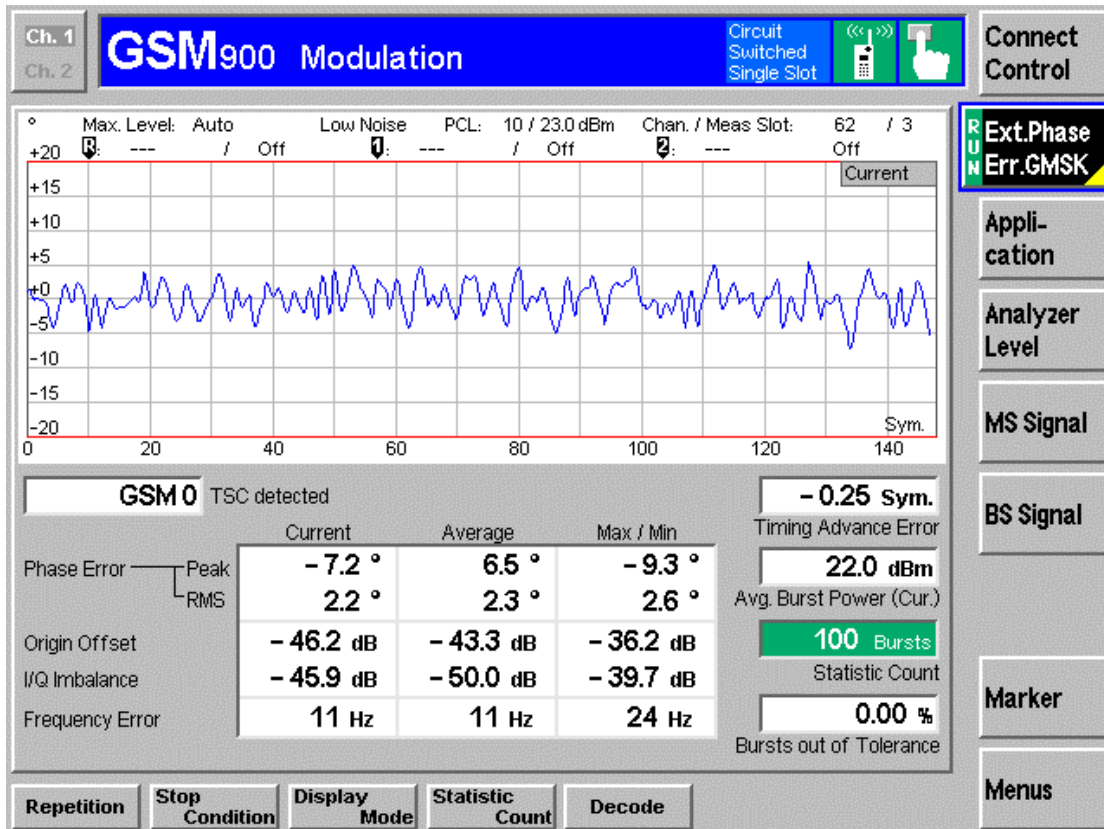 Ch. 1
Ch. 2
GSM900 Modulation
Circuit
Switched
Single Slot
Connect
Control
° Max. Level: Auto Low Noise PCL: 10 / 23.0 dBm Chan. / Meas Slot: 62 / 3
R: --- / Off 1: --- / Off 2: --- Off
RUN
Ext.Phase
Err.GMSK
Current
+20
+15
+10
+5
+0
-5
-10
-15
-20
Sym.
0 20 40 60 80 100 120 140
Appli-
cation
Analyzer
Level
MS Signal
BS Signal
Marker
Menus
GSM 0 TSC detected
Current Average Max / Min
Phase Error Peak - 7.2 ° 6.5 ° - 9.3 °
RMS 2.2 ° 2.3 ° 2.6 °
Origin Offset - 46.2 dB - 43.3 dB - 36.2 dB
I/Q Imbalance - 45.9 dB - 50.0 dB - 39.7 dB
Frequency Error 11 Hz 11 Hz 24 Hz
- 0.25 Sym.
Timing Advance Error
22.0 dBm
Avg. Burst Power (Cur.)
100 Bursts
Statistic Count
0.00 %
Bursts out of Tolerance
Repetition
Stop
Condition
Display
Mode
Statistic
Count
Decode